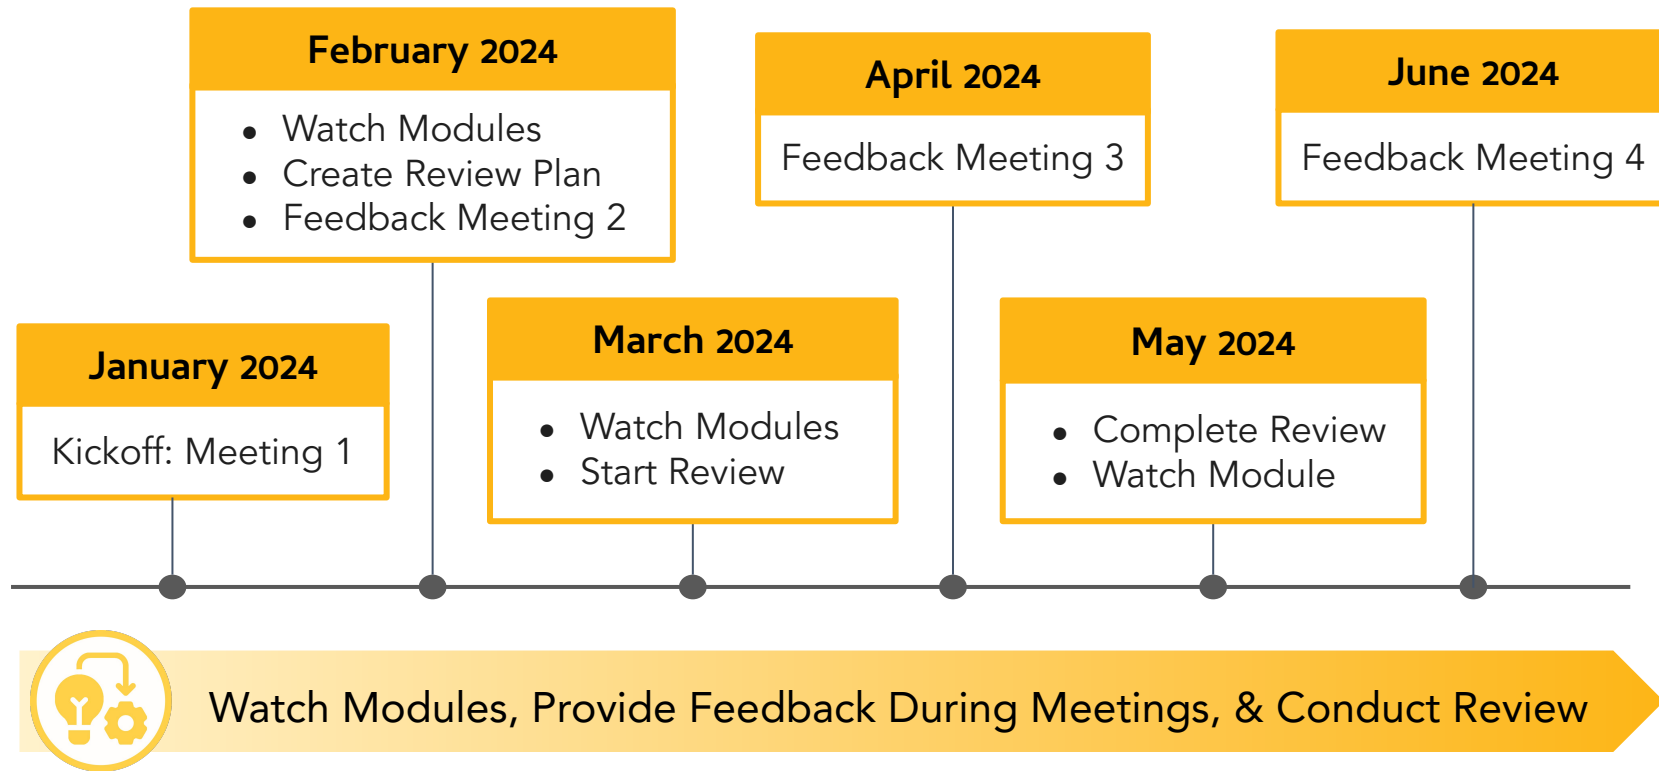 January 2024
Kickoff: Meeting 1
February 2024
• Watch Modules
• Create Review Plan
• Feedback Meeting 2
March 2024
• Watch Modules
• Start Review
April 2024
Feedback Meeting 3
May 2024
• Complete Review
• Watch Module
June 2024
Feedback Meeting 4
Watch Modules, Provide Feedback During Meetings, & Conduct Review